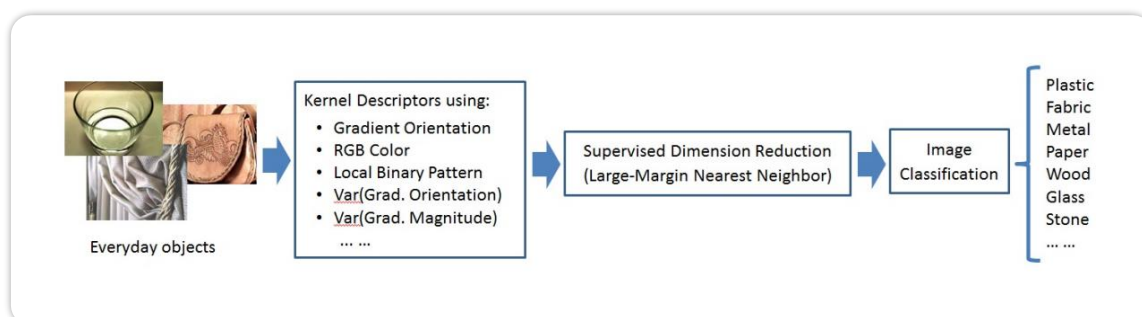 Everyday objects
Kernel Descriptors using:
• Gradient Orientation
• RGB Color
• Local Binary Pattern
• Var(Grad. Orientation)
• Var(Grad. Magnitude)
... ...
Supervised Dimension Reduction
(Large-Margin Nearest Neighbor)
Image
Classification
Plastic
Fabric
Metal
Paper
Wood
Glass
Stone
... ...